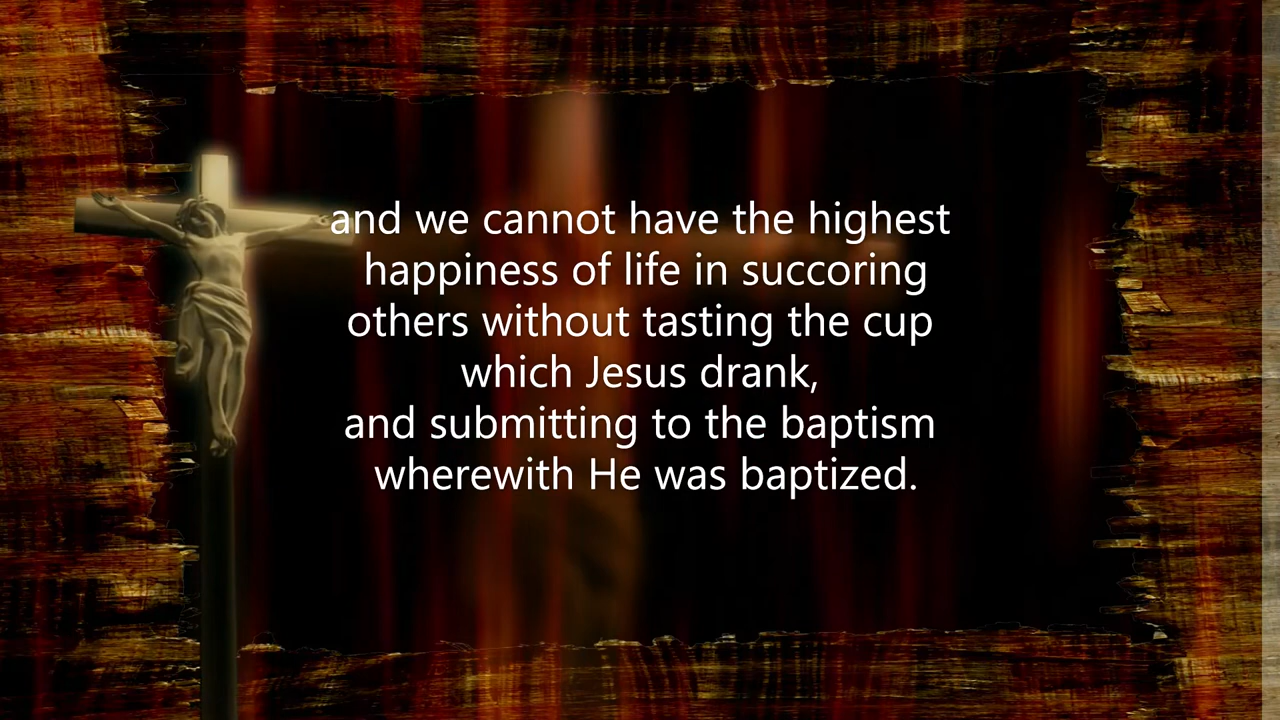 and we cannot have the highest
happiness of life in succoring
others without tasting the cup
which Jesus drank,
and submitting to the baptism
wherewith He was baptized.